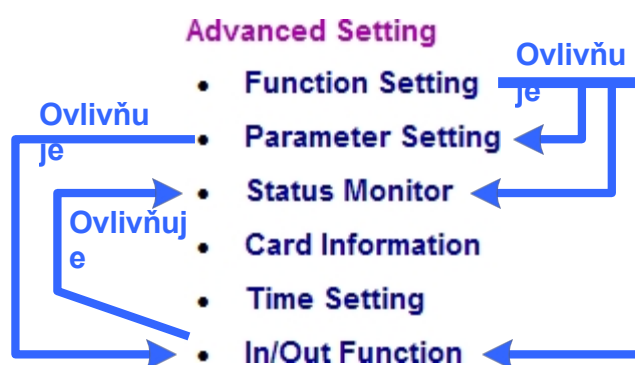 Advanced Setting
Ovlivňu
je
Function Setting
Ovlivňu
je
Parameter Setting
Status Monitor
Ovlivňuj
e
Card Information
Time Setting
In/Out Function